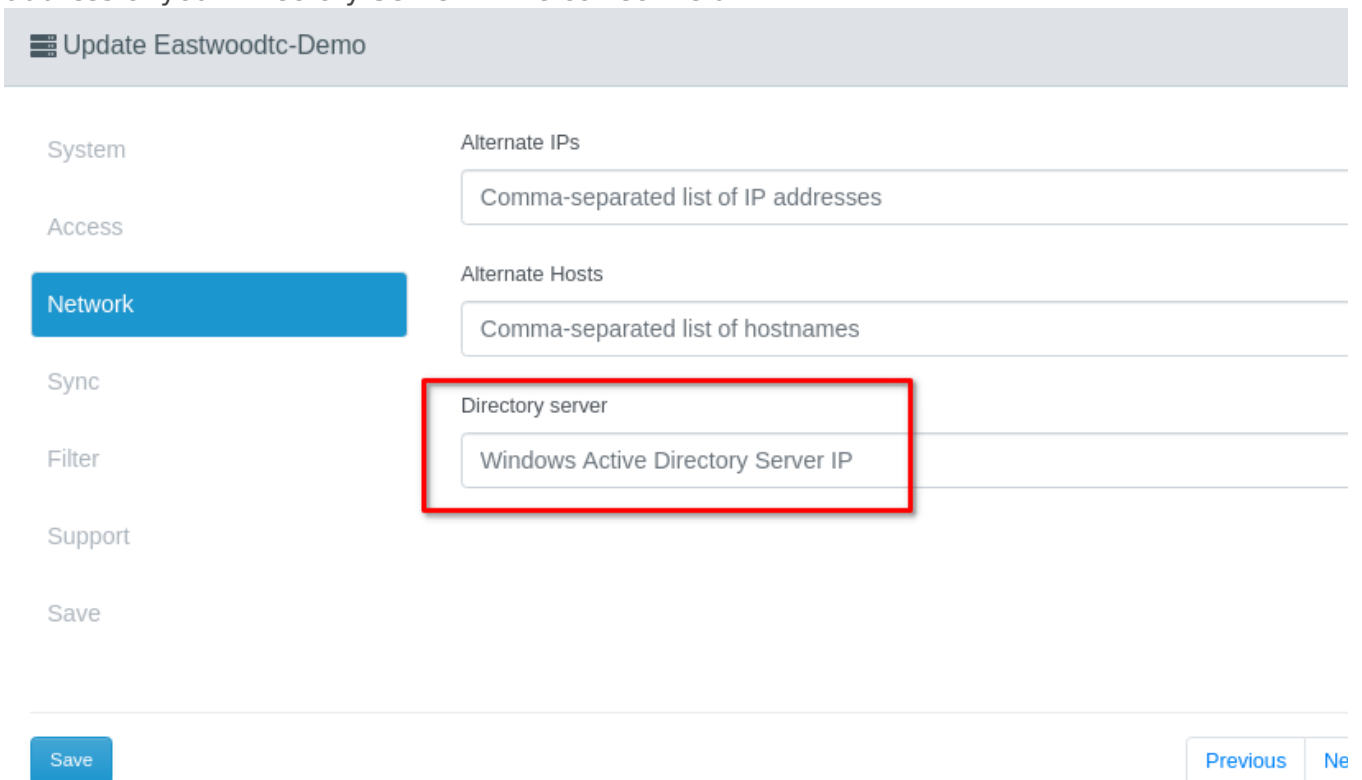 Update Eastwoodtc-Demo
System
Access
Network
Sync
Filter
Support
Save
Alternate IPs
Comma-separated list of IP addresses
Alternate Hosts
Comma-separated list of hostnames
Directory server
Windows Active Directory Server IP
Save
Previous
Ne